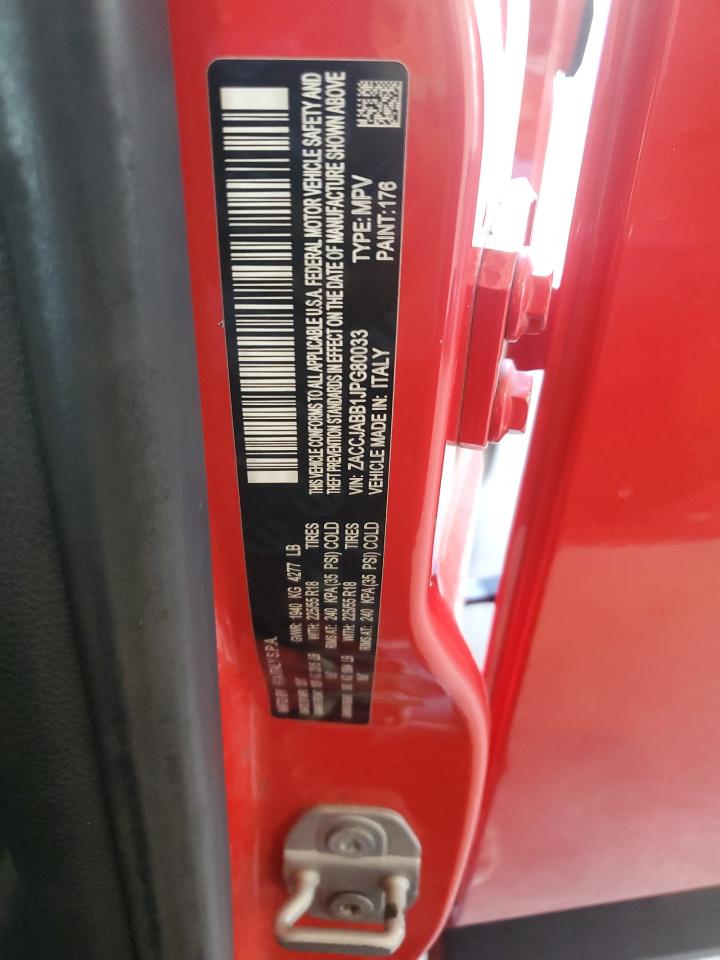 S.P.A.
GVWR: 1940 KG 4277 LB
WITH: 225/55 R18 TIRES
RIMS AT: 240 KPA(35 PSI) COLD
WITH: 225/55 R18 TIRES
RIMS AT: 240 KPA(35 PSI) COLD
THIS VEHICLE CONFORMS TO ALL APPLICABLE U.S.A. FEDERAL MOTOR VEHICLE SAFETY AND
THEFT PREVENTION STANDARDS IN EFFECT ON THE DATE OF MANUFACTURE SHOWN ABOVE
VIN: ZACCJABB1JPG80033 TYPE: MPV
VEHICLE MADE IN: ITALY PAINT: 176